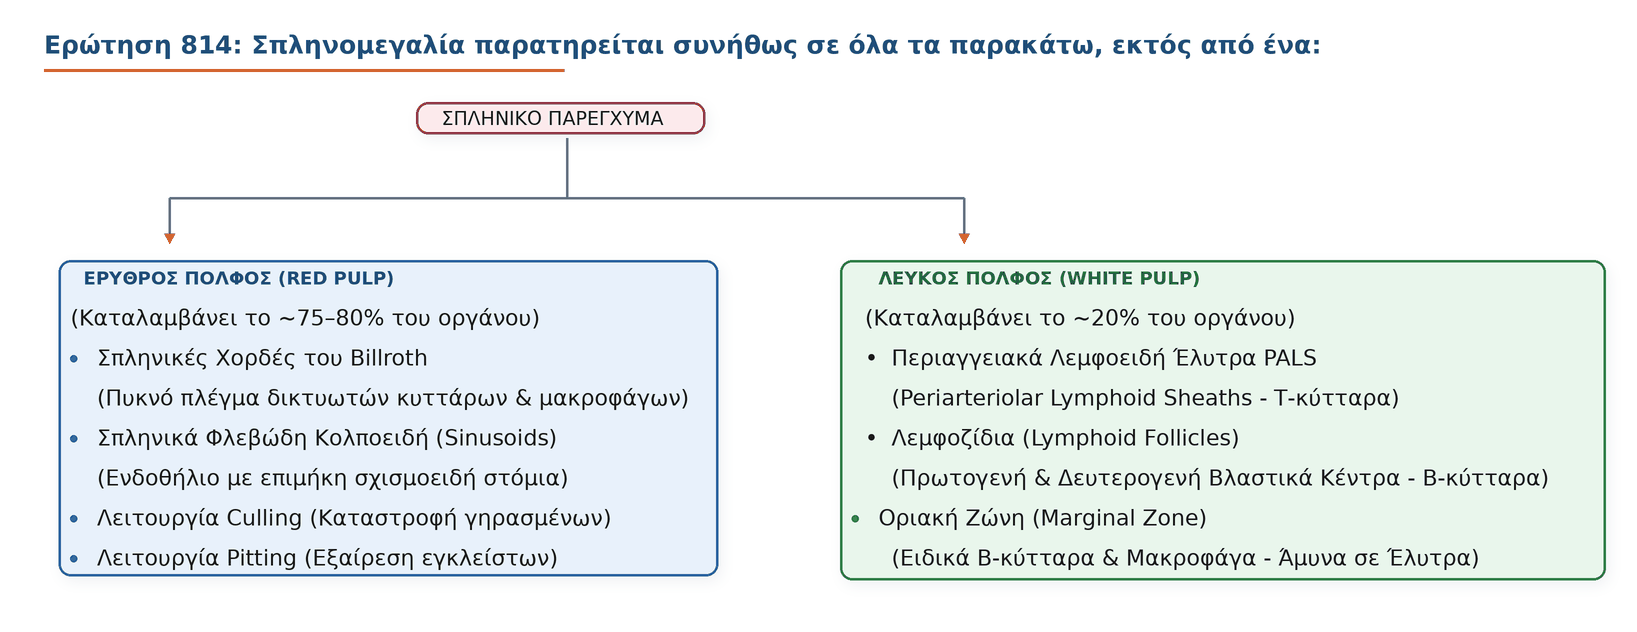 Ερώτηση 814: Σπληνομεγαλία παρατηρείται συνήθως σε όλα τα παρακάτω, εκτός από ένα:
ΣΠΛΗΝΙΚΟ ΠΑΡΕΓΧΥΜΑ
ΕΡΥΘΡΟΣ ΠΟΛΦΟΣ (RED PULP)
(Καταλαμβάνει το ~75–80% του οργάνου)
• Σπληνικές Χορδές του Billroth
(Πυκνό πλέγμα δικτυωτών κυττάρων & μακροφάγων)
• Σπληνικά Φλεβώδη Κολποειδή (Sinusoids)
(Ενδοθήλιο με επιμήκη σχισμοειδή στόμια)
• Λειτουργία Culling (Καταστροφή γηρασμένων)
• Λειτουργία Pitting (Εξαίρεση εγκλείστων)
ΛΕΥΚΟΣ ΠΟΛΦΟΣ (WHITE PULP)
(Καταλαμβάνει το ~20% του οργάνου)
• Περιαγγειακά Λεμφοειδή Έλυτρα PALS
(Periarteriolar Lymphoid Sheaths - Τ-κύτταρα)
• Λεμφοζίδια (Lymphoid Follicles)
(Πρωτογενή & Δευτερογενή Βλαστικά Κέντρα - Β-κύτταρα)
• Οριακή Ζώνη (Marginal Zone)
(Ειδικά Β-κύτταρα & Μακροφάγα - Άμυνα σε Έλυτρα)